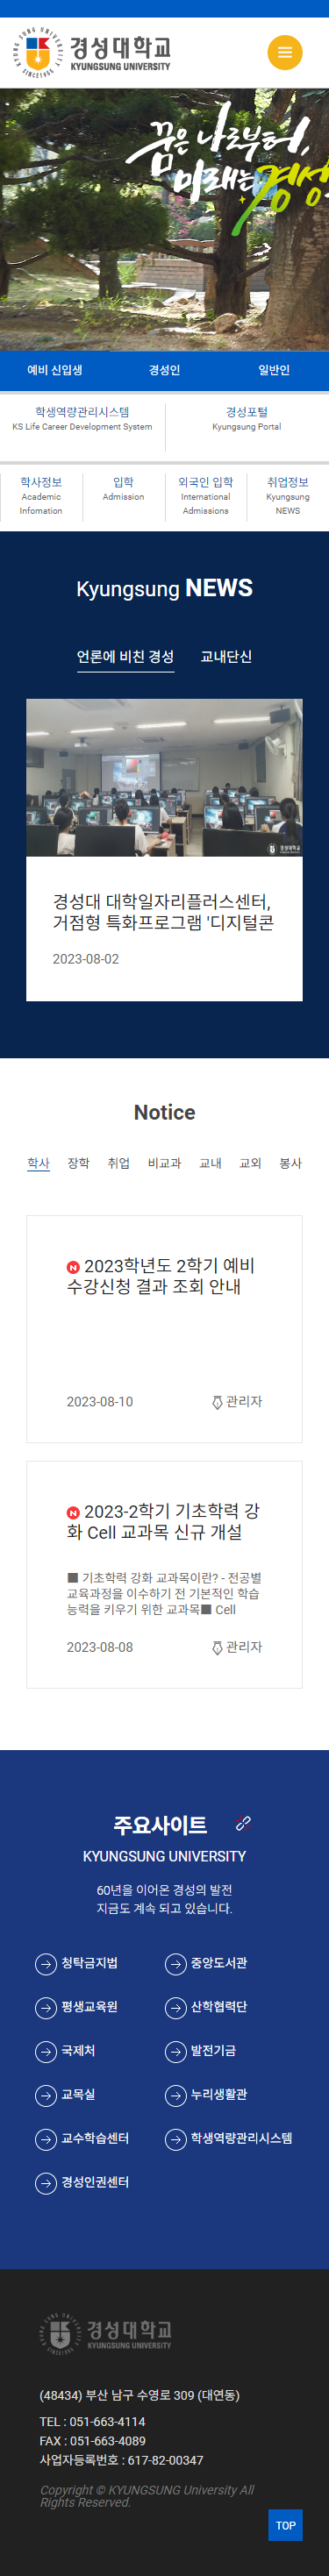 경성대학교
KYUNGSUNG UNIVERSITY
꿈은 나로부터,
미래는 경성
예비 신입생
경성인
일반인
학생역량관리시스템
KS Life Career Development System
경성포털
Kyungsung Portal
학사정보
Academic
Infomation
입학
Admission
외국인 입학
International
Admissions
취업정보
Kyungsung
NEWS
Kyungsung NEWS
언론에 비친 경성
교내단신
경성대학교
경성대 대학일자리플러스센터,
거점형 특화프로그램 '디지털콘
2023-08-02
Notice
학사 장학 취업 비교과 교내 교외 봉사
N 2023학년도 2학기 예비
수강신청 결과 조회 안내
2023-08-10 관리자
N 2023-2학기 기초학력 강
화 Cell 교과목 신규 개설
■ 기초학력 강화 교과목이란? - 전공별
교육과정을 이수하기 전 기본적인 학습
능력을 키우기 위한 교과목■ Cell
2023-08-08 관리자
주요사이트
KYUNGSUNG UNIVERSITY
60년을 이어온 경성의 발전
지금도 계속 되고 있습니다.
청탁금지법 중앙도서관
평생교육원 산학협력단
국제처 발전기금
교목실 누리생활관
교수학습센터 학생역량관리시스템
경성인권센터
경성대학교
KYUNGSUNG UNIVERSITY
(48434) 부산 남구 수영로 309 (대연동)
TEL : 051-663-4114
FAX : 051-663-4089
사업자등록번호 : 617-82-00347
Copyright © KYUNGSUNG University All
Rights Reserved.
TOP